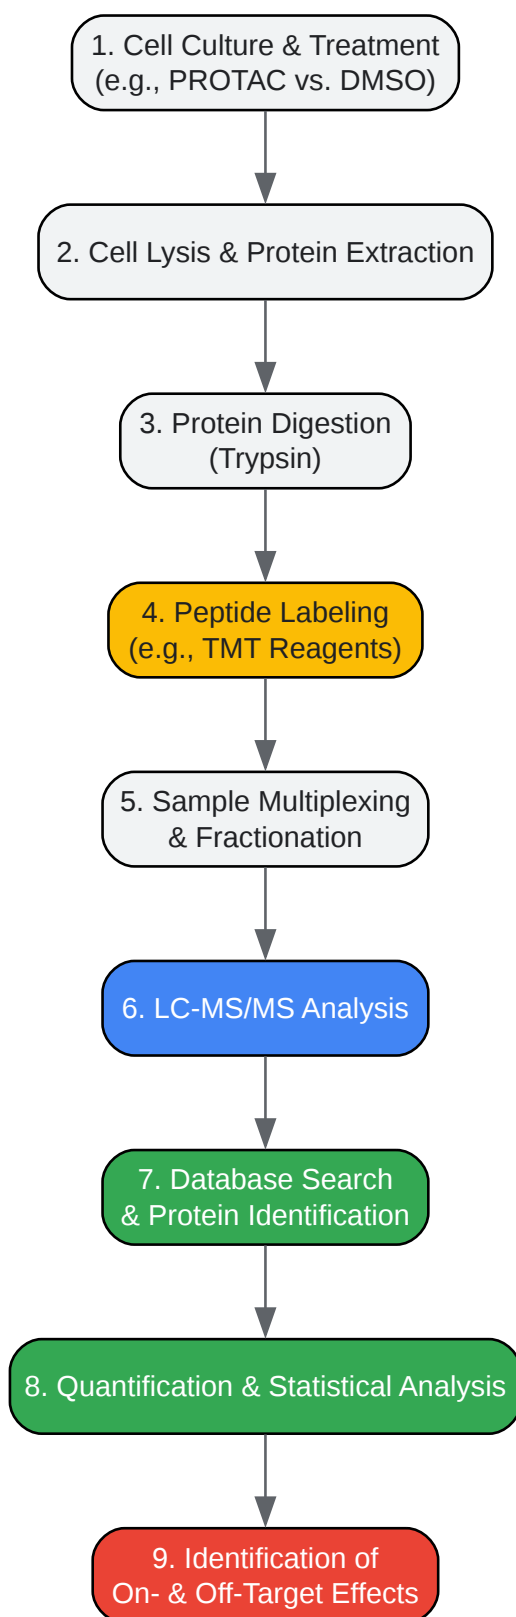 1. Cell Culture & Treatment
(e.g., PROTAC vs. DMSO)
2. Cell Lysis & Protein Extraction
3. Protein Digestion
(Trypsin)
4. Peptide Labeling
(e.g., TMT Reagents)
5. Sample Multiplexing
& Fractionation
6. LC-MS/MS Analysis
7. Database Search
& Protein Identification
8. Quantification & Statistical Analysis
9. Identification of
On- & Off-Target Effects